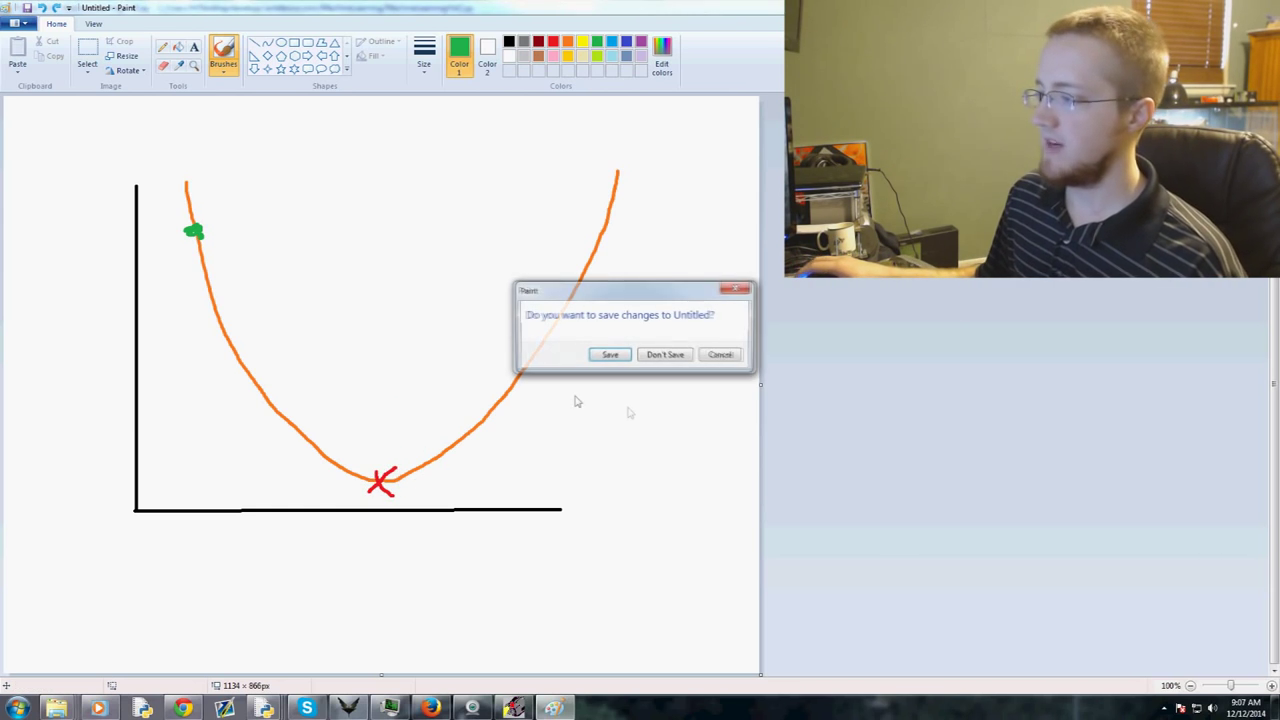 Untitled - Paint
Home
View
Paste
Cut
Copy
Clipboard
Select
Crop
Resize
Rotate
Image
Tools
Brushes
Shapes
Outline
Fill
Size
Color
1
Color
2
Edit
colors
Colors
Paint
Do you want to save changes to Untitled?
Save
Don't Save
Cancel
1134 × 866px
100%
9:07 AM
12/12/2014